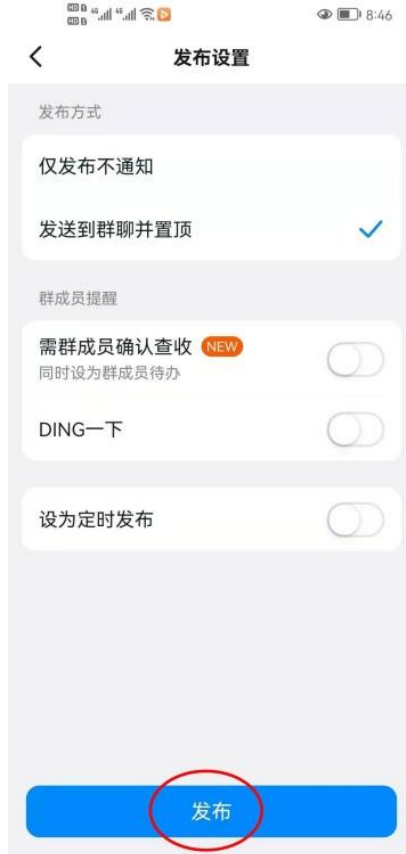 8:46
发布设置
发布方式
仅发布不通知
发送到群聊并置顶
群成员提醒
需群成员确认查收 NEW
同时设为群成员待办
DING一下
设为定时发布
发布